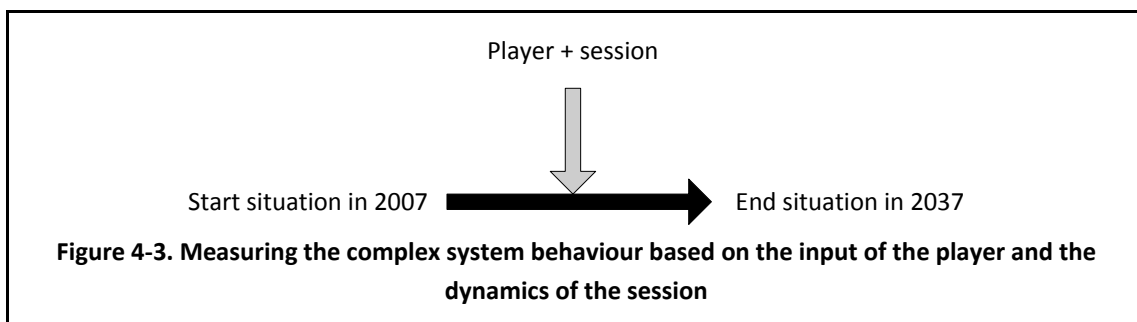 Player + session
Start situation in 2007 End situation in 2037
Figure 4-3. Measuring the complex system behaviour based on the input of the player and the
dynamics of the session